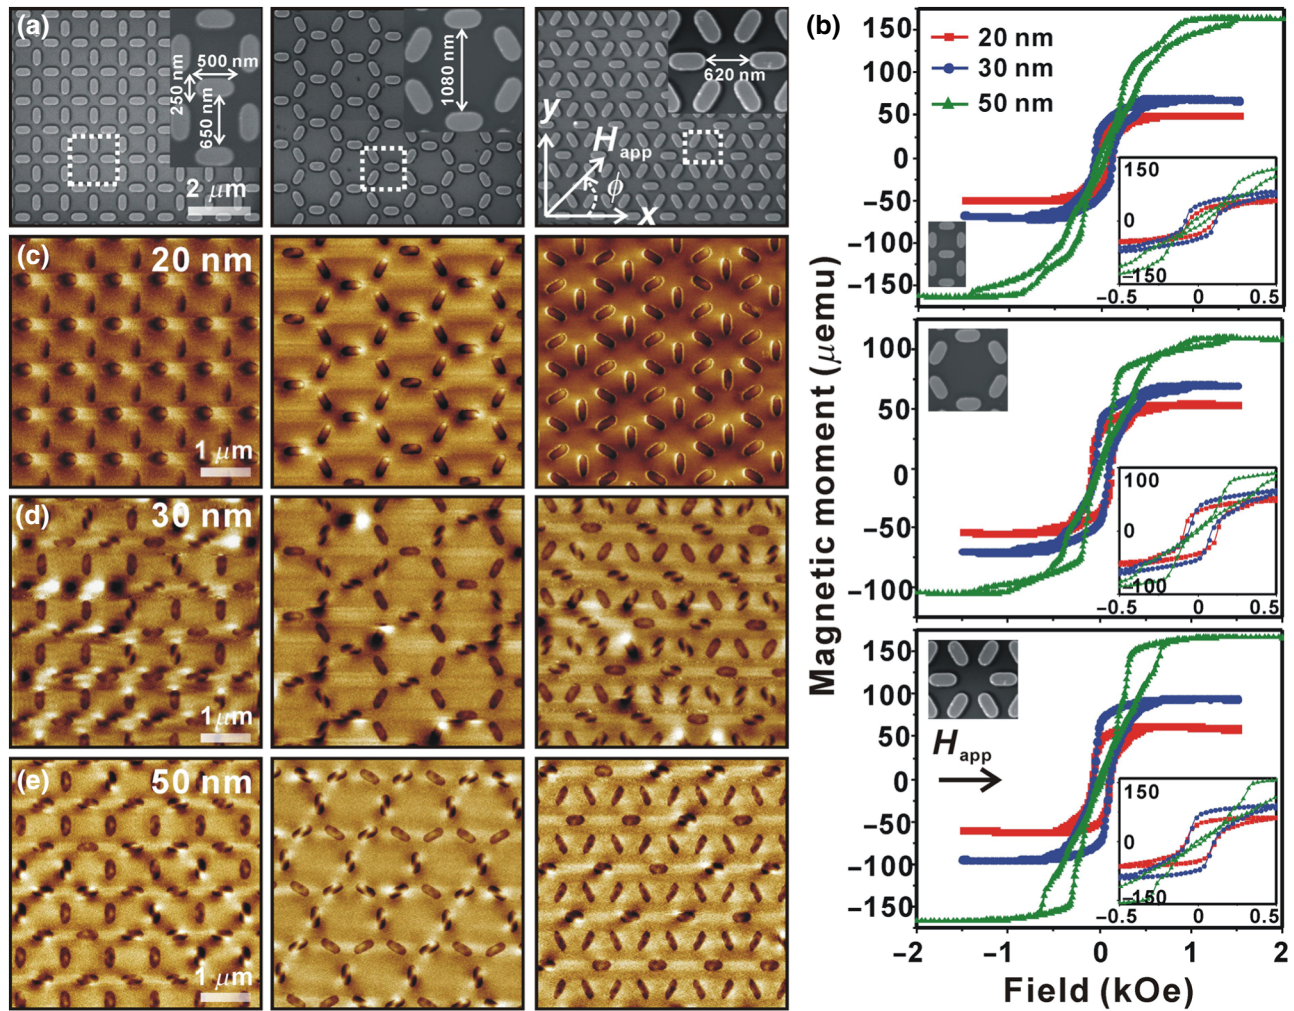 (a)
500 nm
250 nm
650 nm
2 μm
1080 nm
620 nm
y
H app
ϕ
x
(b)
20 nm
30 nm
50 nm
150
100
50
0
−50
−100
−150
150
0
−150
−0.5 0 0.5
100
50
0
−50
−100
100
0
−100
−0.5 0 0.5
150
100
50
0
−50
−100
−150
H app
150
0
−150
−0.5 0 0.5
−2 −1 0 1 2
Field (kOe)
Magnetic moment (μemu)
(c)
20 nm
1 μm
(d)
30 nm
1μm
(e)
50 nm
1 μm